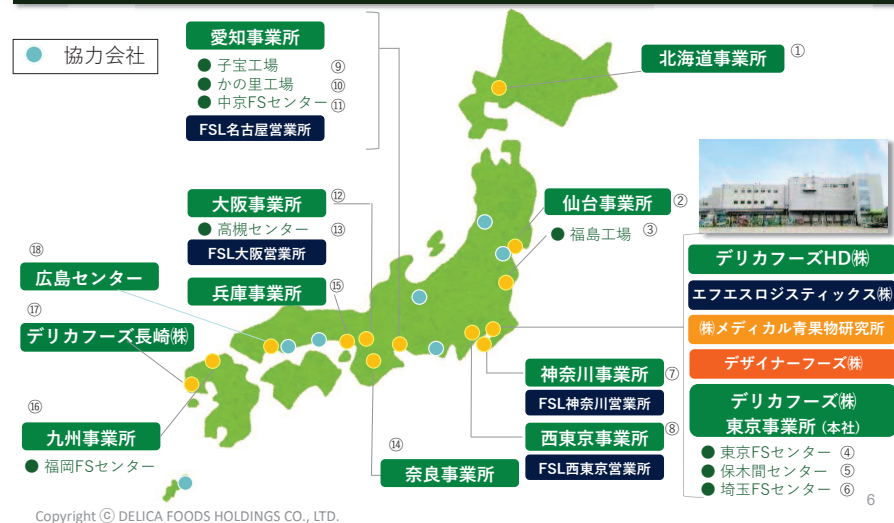 協力会社
愛知事業所
子宝工場 ⑨
かの里工場 ⑩
中京FSセンター ⑪
FSL名古屋営業所
北海道事業所 ①
大阪事業所 ⑫
高槻センター ⑬
FSL大阪営業所
仙台事業所 ②
福島工場 ③
兵庫事業所 ⑮
⑱
広島センター
⑰
デリカフーズ長崎㈱
⑯
九州事業所
福岡FSセンター
⑭
奈良事業所
神奈川事業所 ⑦
FSL神奈川営業所
西東京事業所 ⑧
FSL西東京営業所
デリカフーズHD㈱
エフエスロジスティックス㈱
㈱メディカル青果物研究所
デザイナーフーズ㈱
デリカフーズ㈱
東京事業所 (本社)
東京FSセンター ④
保木間センター ⑤
埼玉FSセンター ⑥
6
Copyright ⓒ DELICA FOODS HOLDINGS CO., LTD.